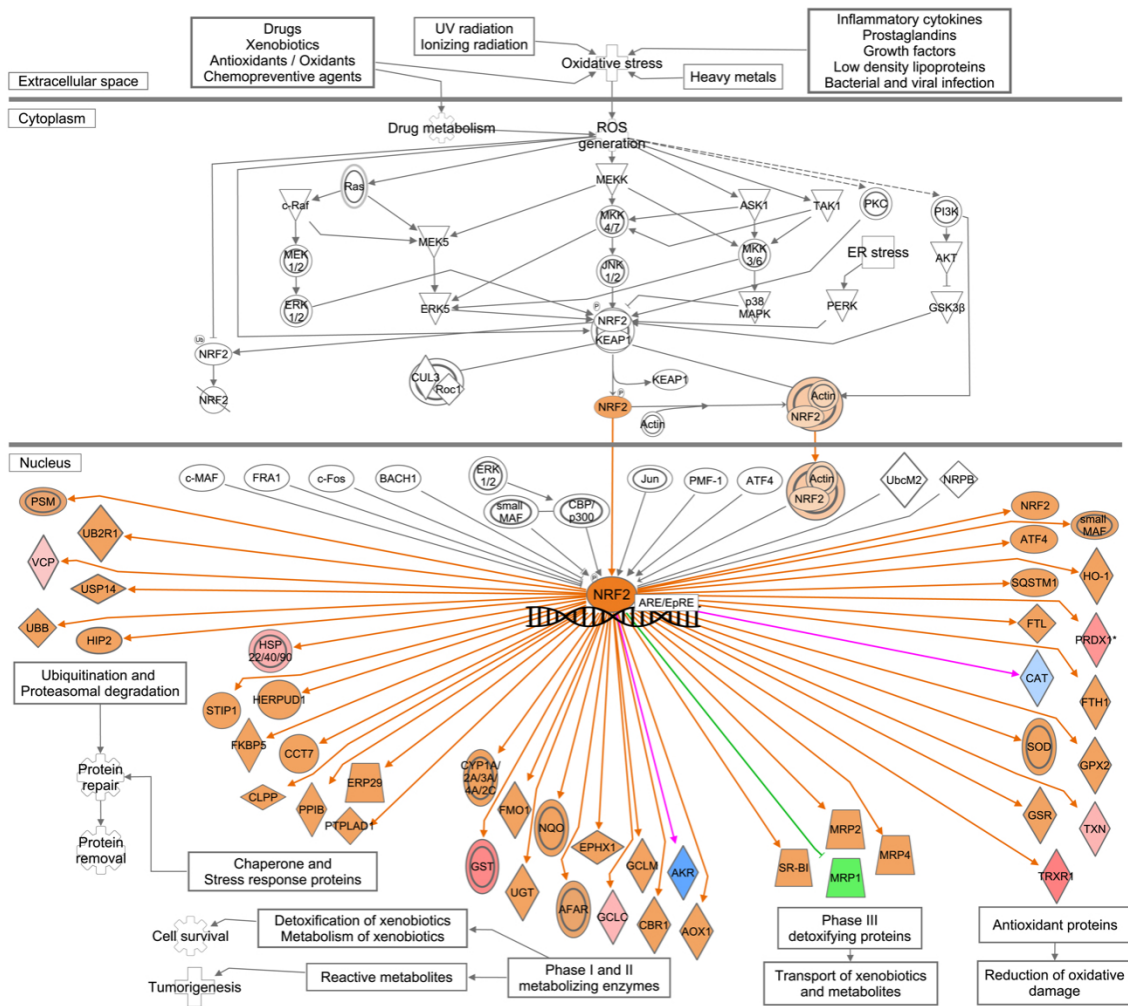 Drugs
Xenobiotics
Antioxidants / Oxidants
Chemopreventive agents
UV radiation
Ionizing radiation
Inflammatory cytokines
Prostaglandins
Growth factors
Low density lipoproteins
Bacterial and viral infection
Oxidative stress
Heavy metals
Extracellular space
Cytoplasm
Drug metabolism
ROS
generation
Ras
c-Raf
MEKK
ASK1
TAK1
PKC
PI3K
MEK5
MKK
4/7
MEK
1/2
MKK
3/6
ER stress
AKT
JNK
1/2
ERK
1/2
ERK5
p38
MAPK
PERK
GSK3β
P
NRF2
KEAP1
Ub
NRF2
CUL3
Roc1
KEAP1
NRF2
P
NRF2
Actin
Actin
NRF2
Nucleus
c-MAF
FRA1
c-Fos
BACH1
ERK
1/2
small
MAF
CBP/
p300
Jun
PMF-1
ATF4
Actin
NRF2
UbcM2
NRPB
PSM
UB2R1
VCP
USP14
UBB
HIP2
P
NRF2
ARE/EpRE
NRF2
small
MAF
ATF4
HO-1
SQSTM1
FTL
PRDX1*
CAT
FTH1
SOD
GPX2
GSR
TXN
TRXR1
HSP
22/40/90
STIP1
HERPUD1
FKBP5
CCT7
CLPP
PPIB
ERP29
PTPLAD1
CYP1A/
2A/3A/
4A/2C
FMO1
NQO
EPHX1
GCLM
AKR
GST
UGT
AFAR
GCLC
CBR1
AOX1
SR-BI
MRP2
MRP1
MRP4
Ubiquitination and
Proteasomal degradation
Protein
repair
Protein
removal
Chaperone and
Stress response proteins
Cell survival
Detoxification of xenobiotics
Metabolism of xenobiotics
Tumorigenesis
Reactive metabolites
Phase I and II
metabolizing enzymes
Phase III
detoxifying proteins
Transport of xenobiotics
and metabolites
Antioxidant proteins
Reduction of oxidative
damage